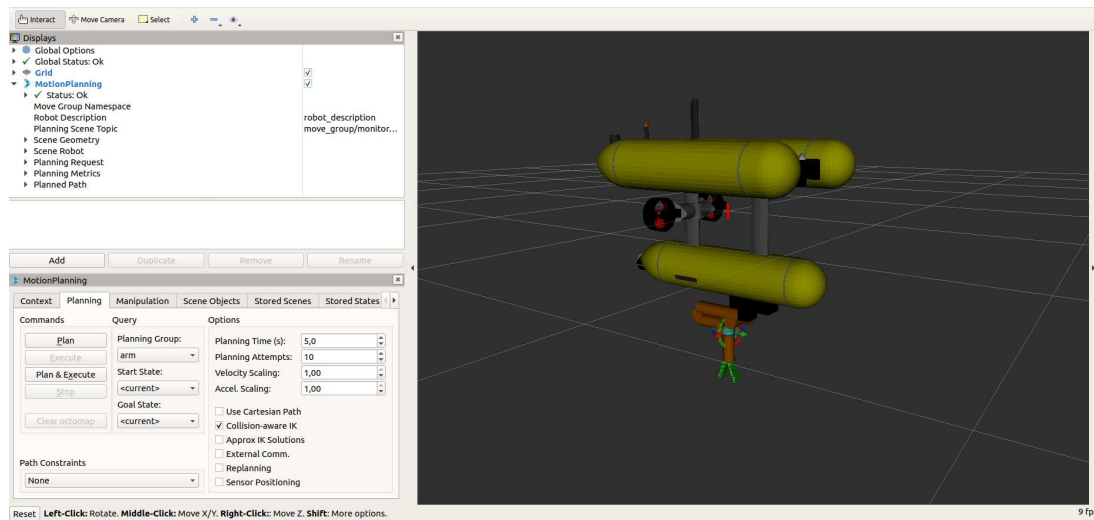 Interact Move Camera Select
Displays
Global Options
Global Status: Ok
Grid
MotionPlanning
Status: Ok
Move Group Namespace
Robot Description robot_description
Planning Scene Topic move_group/monitor...
Scene Geometry
Scene Robot
Planning Request
Planning Metrics
Planned Path
Add Duplicate Remove Rename
MotionPlanning
Context Planning Manipulation Scene Objects Stored Scenes Stored States
Commands Query Options
Plan Planning Group: Planning Time (s): 5,0
Execute arm Planning Attempts: 10
Plan & Execute Start State: Velocity Scaling: 1,00
Stop <current> Accel. Scaling: 1,00
Goal State:
Clear octomap <current> Use Cartesian Path
Collision-aware IK
Approx IK Solutions
External Comm.
Path Constraints Replanning
None Sensor Positioning
Reset Left-Click: Rotate. Middle-Click: Move X/Y. Right-Click:: Move Z. Shift: More options. 9 fp